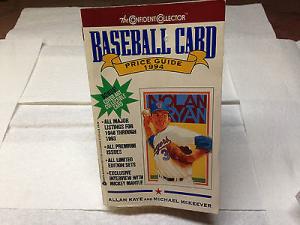 The CONFIDENT COLLECTOR
BASEBALL CARD
PRICE GUIDE
1994
NOLAN
RYAN
• ALL MAJOR
LISTINGS FOR
1948 THROUGH
1993
• ALL PREMIUM
ISSUES
• ALL LIMITED
EDITION SETS
• EXCLUSIVE
INTERVIEW WITH
MICKEY MANTLE
ALLAN KAYE AND MICHAEL McKEEVER